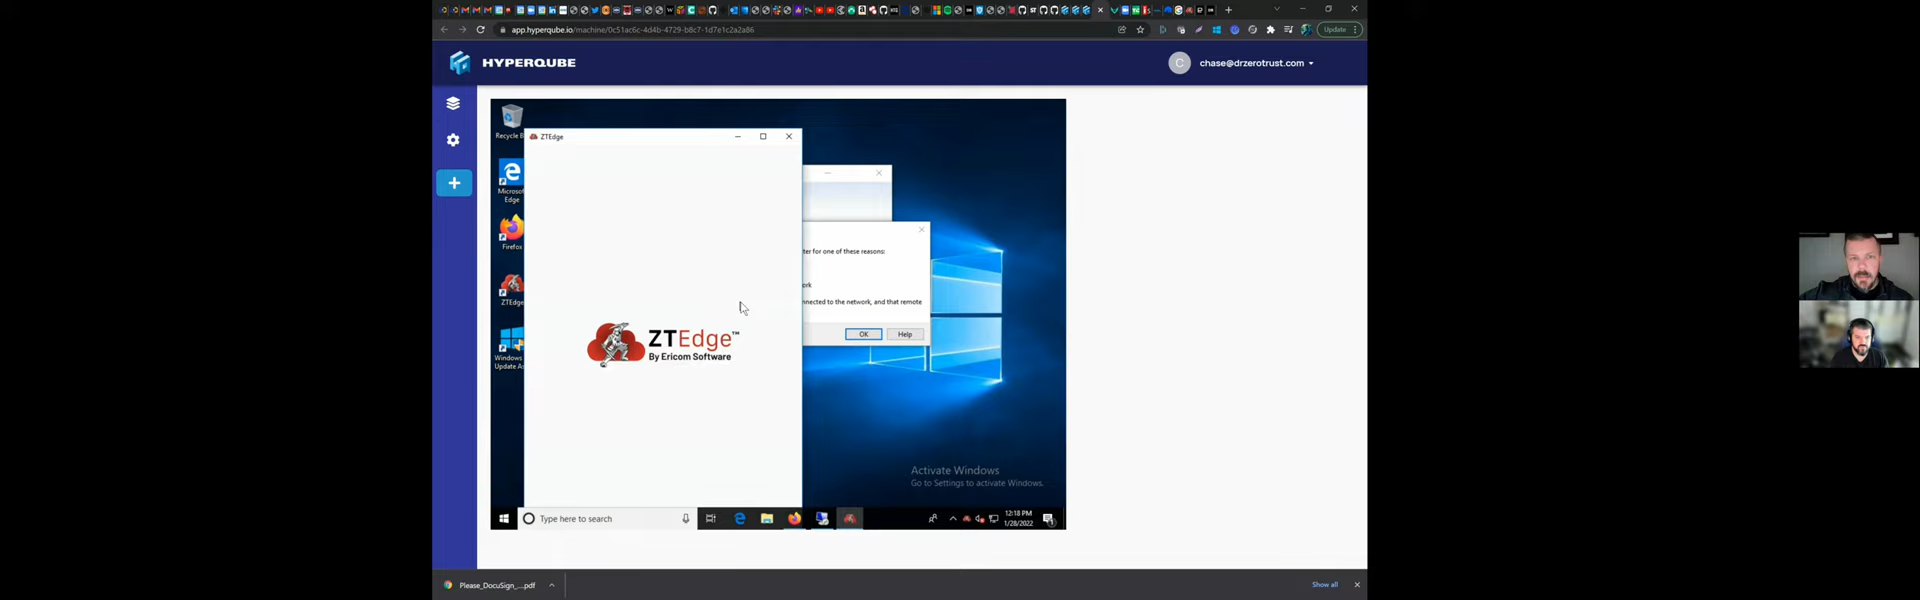 app.hyperqube.io/machine/0c51ac6c-4d4b-4729-b8c7-1d7e1c2a2a86
Update
HYPERQUBE
C
chase@drzerotrust.com
Recycle B
ZTEdge
Microsof
Edge
Firefox
ter for one of these reasons:
ZTEdge
ork
nnected to the network, and that remote
OK
Help
ZTEdge™
By Ericom Software
Windows
Update As
Activate Windows
Go to Settings to activate Windows.
Type here to search
12:18 PM
1/28/2022
Please_DocuSign_....pdf
Show all